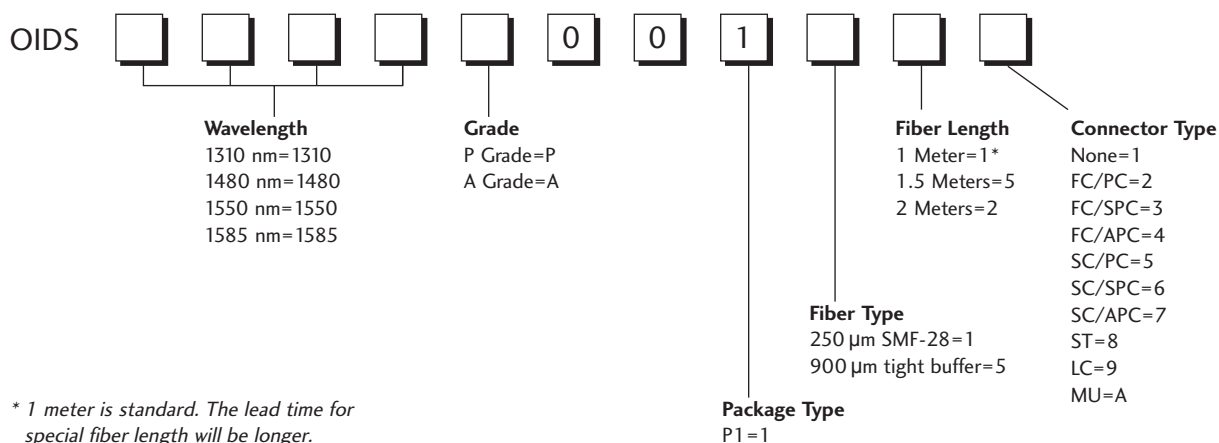 OIDS 0 0 1
Wavelength
1310 nm=1310
1480 nm=1480
1550 nm=1550
1585 nm=1585
Grade
P Grade=P
A Grade=A
Fiber Length
1 Meter=1*
1.5 Meters=5
2 Meters=2
Connector Type
None=1
FC/PC=2
FC/SPC=3
FC/APC=4
SC/PC=5
SC/SPC=6
SC/APC=7
ST=8
LC=9
MU=A
Fiber Type
250 µm SMF-28=1
900 µm tight buffer=5
Package Type
P1=1
* 1 meter is standard. The lead time for
special fiber length will be longer.